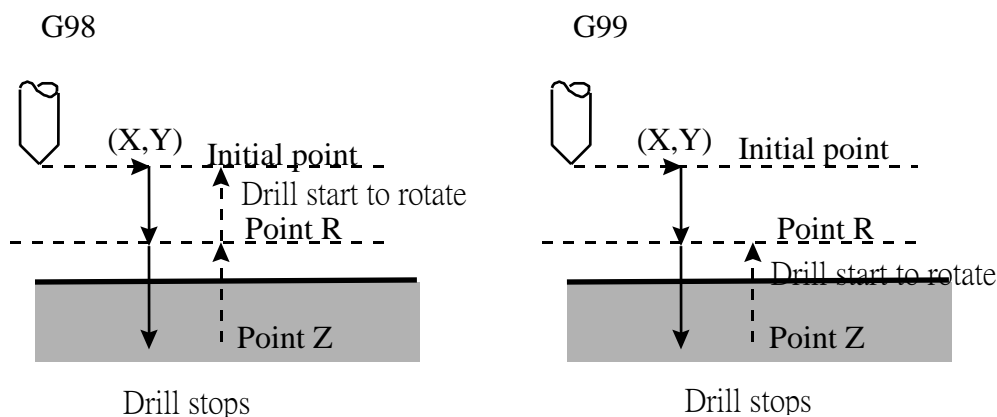 G98
(X,Y)
Initial point
Drill start to rotate
Point R
Point Z
Drill stops
G99
(X,Y)
Initial point
Point R
Drill start to rotate
Point Z
Drill stops